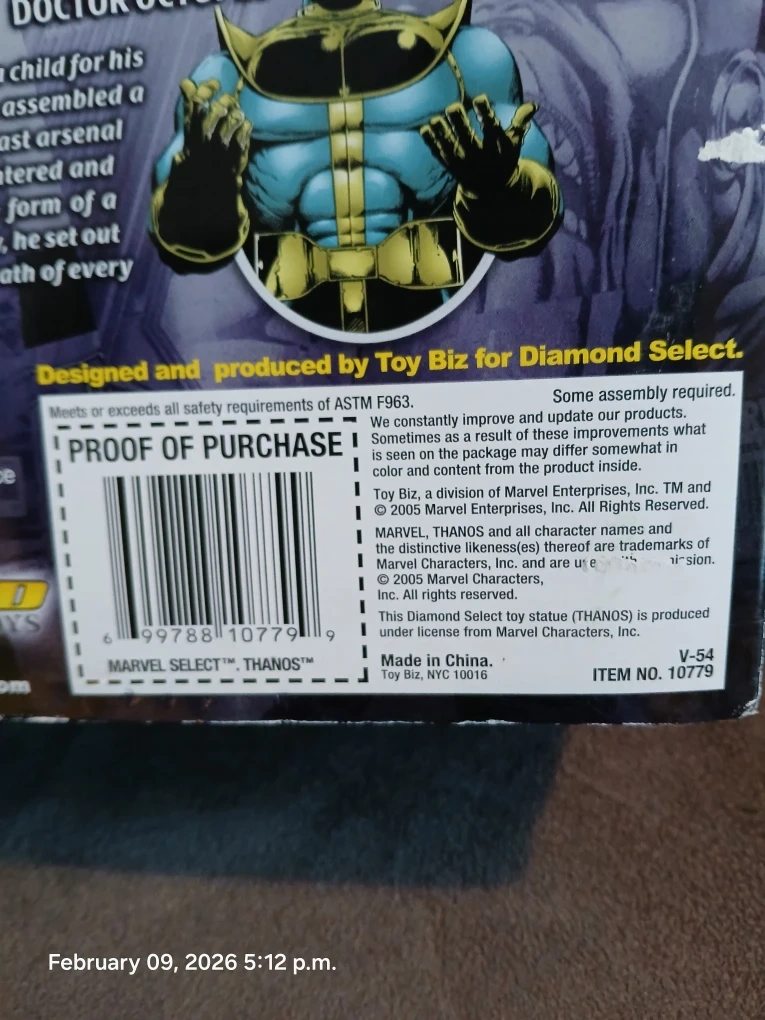 child for his
assembled a
arsenal
and
form of a
, he set out
of every
Designed and produced by Toy Biz for Diamond Select.
Meets or exceeds all safety requirements of ASTM F963.
Some assembly required.
PROOF OF PURCHASE
6 99788 10779 9
MARVEL SELECT™. THANOS™
We constantly improve and update our products.
Sometimes as a result of these improvements what
is seen on the package may differ somewhat in
color and content from the product inside.
Toy Biz, a division of Marvel Enterprises, Inc. TM and
© 2005 Marvel Enterprises, Inc. All Rights Reserved.
MARVEL, THANOS and all character names and
the distinctive likeness(es) thereof are trademarks of
Marvel Characters, Inc. and are
© 2005 Marvel Characters,
Inc. All rights reserved.
This Diamond Select toy statue (THANOS) is produced
under license from Marvel Characters, Inc.
Made in China.
Toy Biz, NYC 10016
V-54
ITEM NO. 10779
February 09, 2026 5:12 p.m.